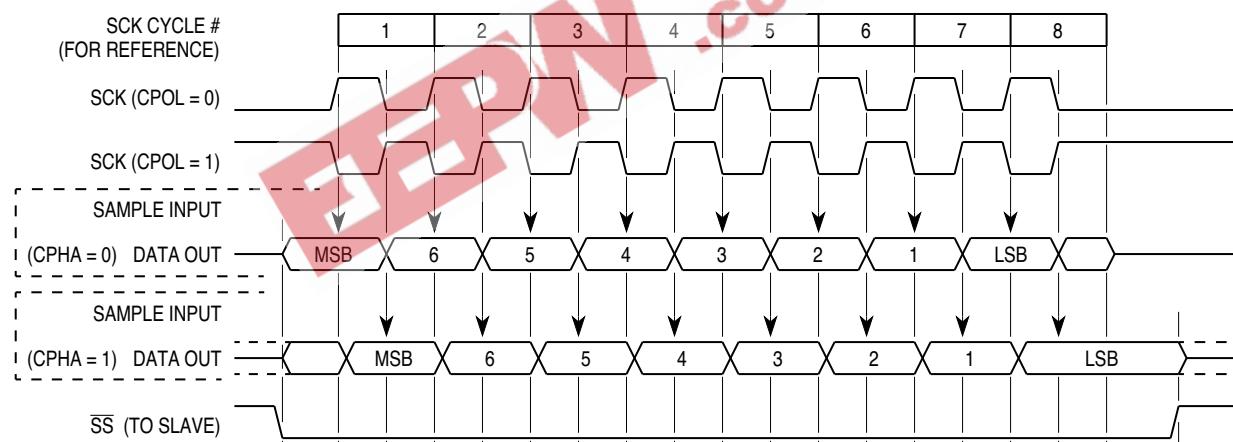 SCK CYCLE # 1 2 3 4 5 6 7 8
(FOR REFERENCE)
SCK (CPOL = 0)
SCK (CPOL = 1)
SAMPLE INPUT
(CPHA = 0) DATA OUT MSB 6 5 4 3 2 1 LSB
SAMPLE INPUT
(CPHA = 1) DATA OUT MSB 6 5 4 3 2 1 LSB
SS (TO SLAVE)
EEPW.co